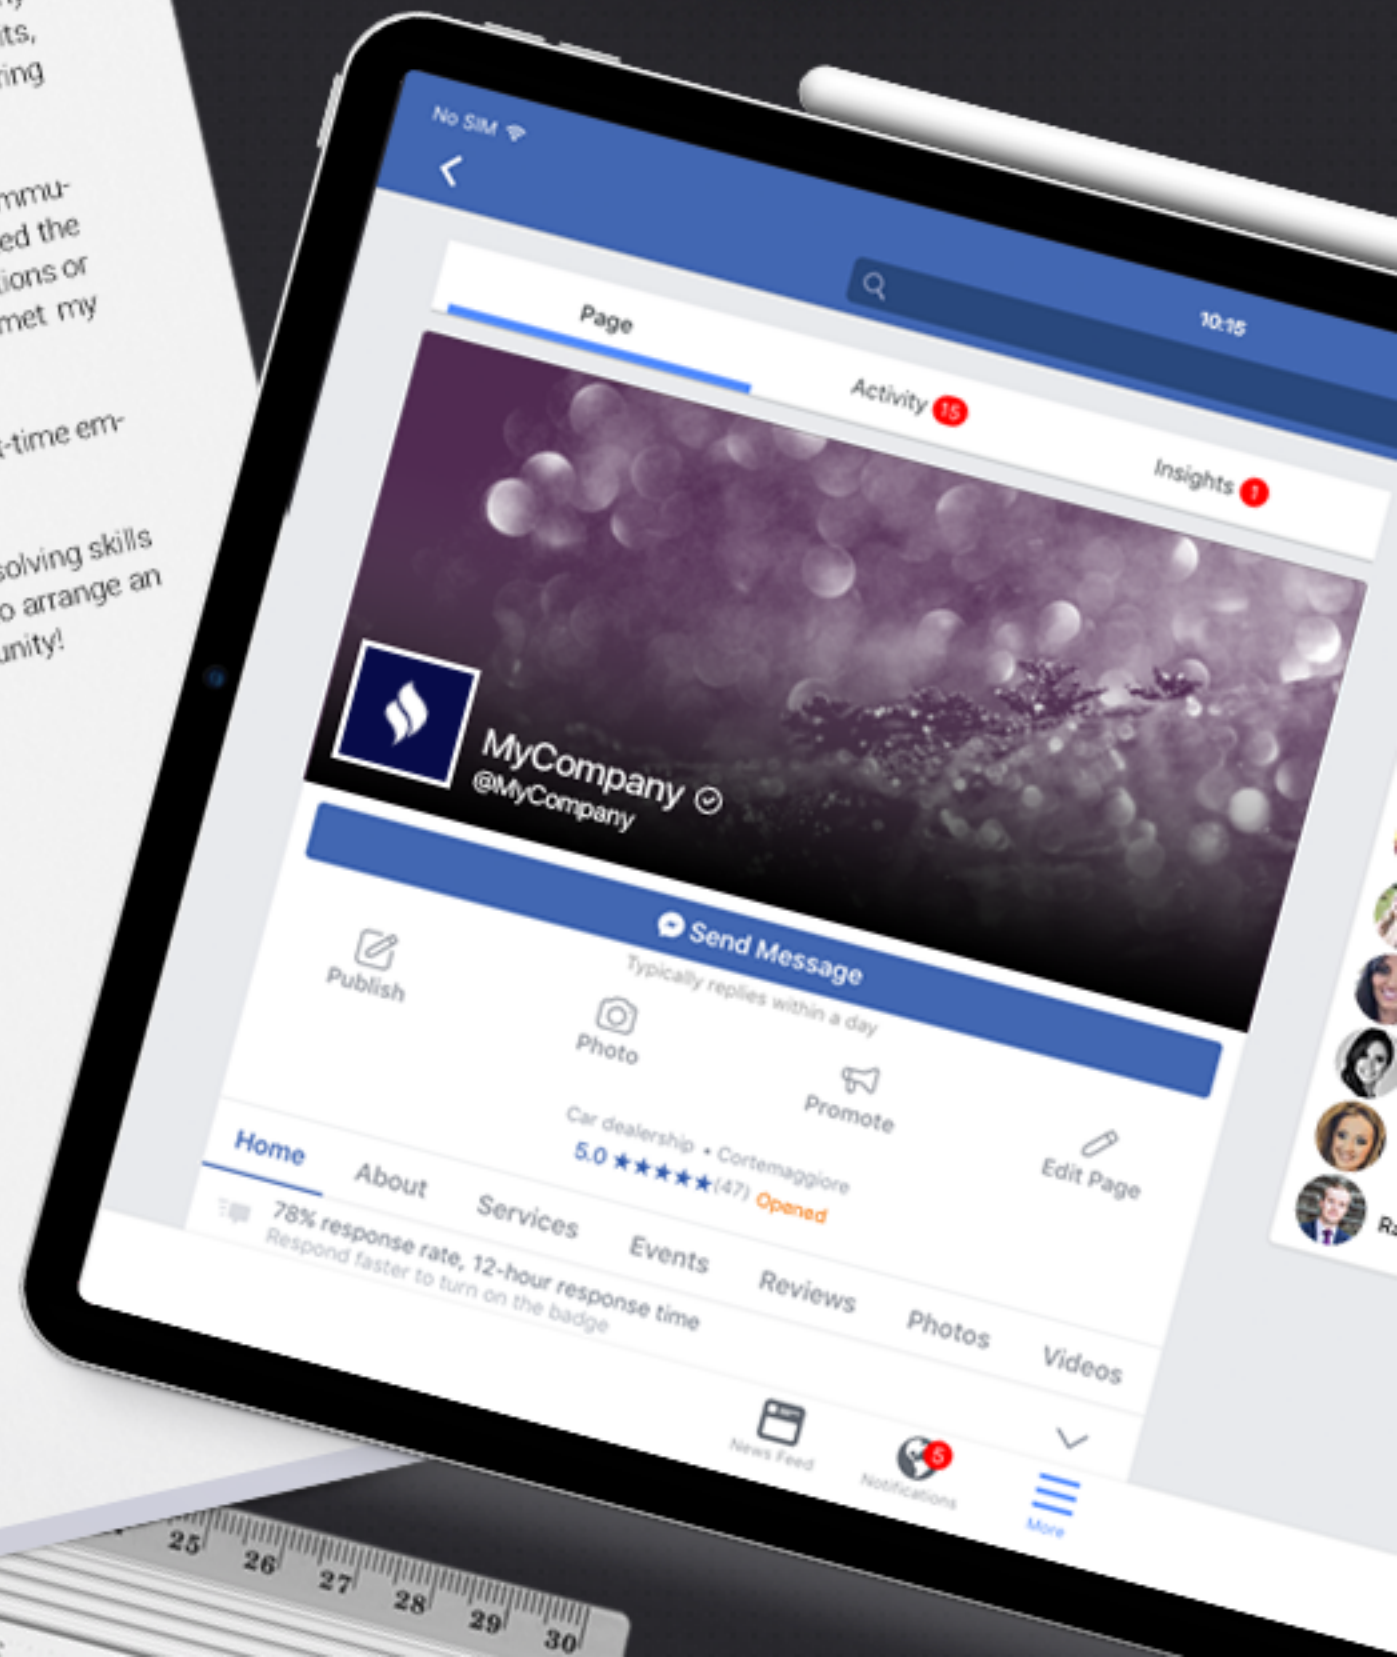 its,
ring
mmu-
ed the
tions or
met my
t-time em-
solving skills
o arrange an
unity!
No SIM
10:15
Page
Activity 15
Insights 1
MyCompany
@MyCompany
Send Message
Typically replies within a day
Publish
Photo
Promote
Edit Page
Car dealership • Cortemaggiore
5.0 ★★★★★(47) Opened
Home About Services Events Reviews Photos Videos
78% response rate, 12-hour response time
Respond faster to turn on the badge
News Feed
Notifications 5
More
25 26 27 28 29 30